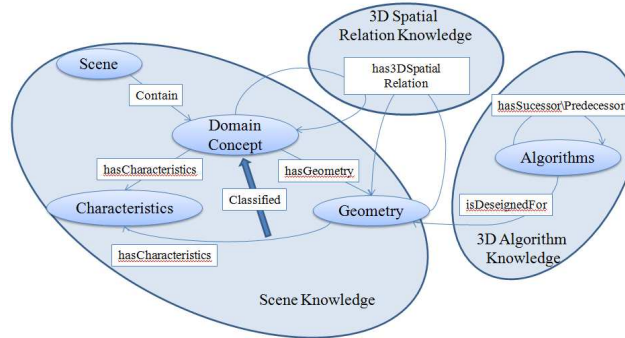 3D Spatial
Relation Knowledge
Scene
has3DSpatial
Relation
Contain
hasSucessor\Predecessor
Domain
Concept
Algorithms
hasCharacteristics
hasGeometry
Classified
isDeseignedFor
Characteristics
Geometry
hasCharacteristics
3D Algorithm
Knowledge
Scene Knowledge